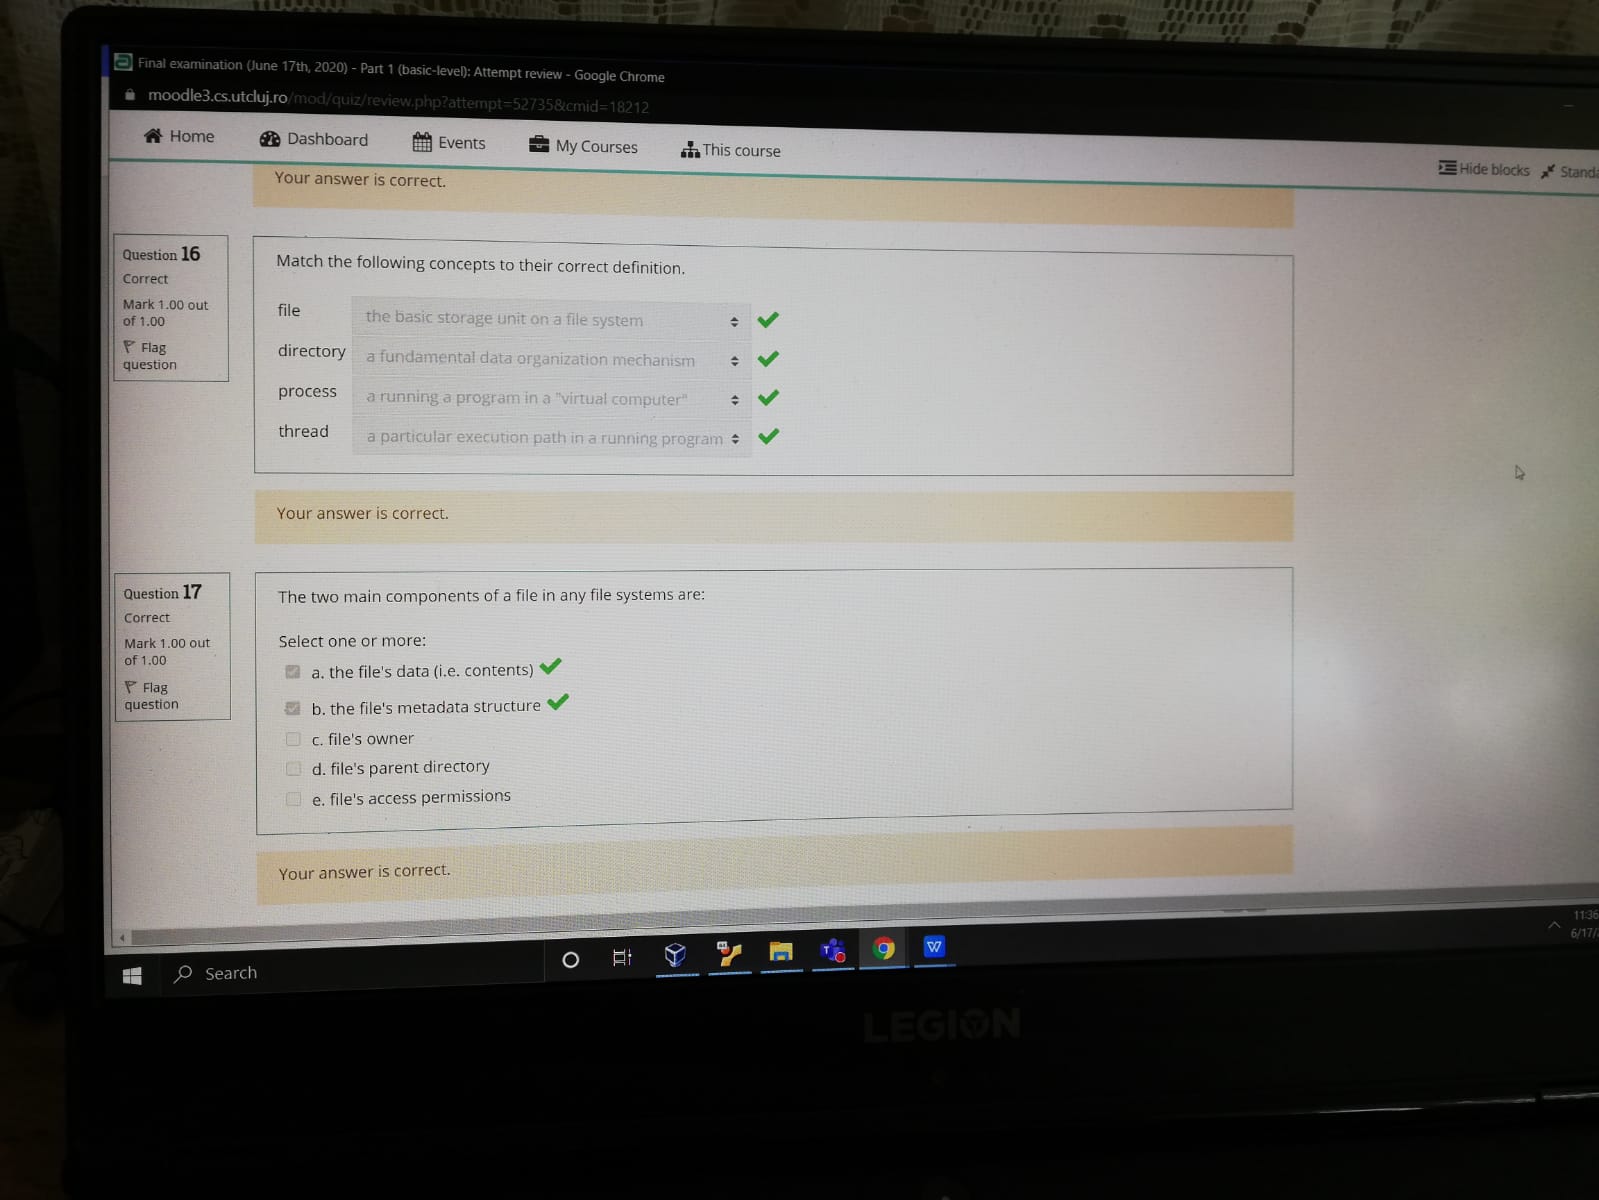 Final examination (June 17th, 2020) - Part 1 (basic-level): Attempt review - Google Chrome
moodle3.cs.utcluj.ro/mod/quiz/review.php?attempt=52735&cmid=18212
Home Dashboard Events My Courses This course
Hide blocks
Your answer is correct.
Question 16
Correct
Mark 1.00 out
of 1.00
Flag
question
Match the following concepts to their correct definition.
file the basic storage unit on a file system
directory a fundamental data organization mechanism
process a running a program in a "virtual computer"
thread a particular execution path in a running program
Your answer is correct.
Question 17
Correct
Mark 1.00 out
of 1.00
Flag
question
The two main components of a file in any file systems are:
Select one or more:
a. the file's data (i.e. contents)
b. the file's metadata structure
c. file's owner
d. file's parent directory
e. file's access permissions
Your answer is correct.
Search
11:36
6/17/
LEGION